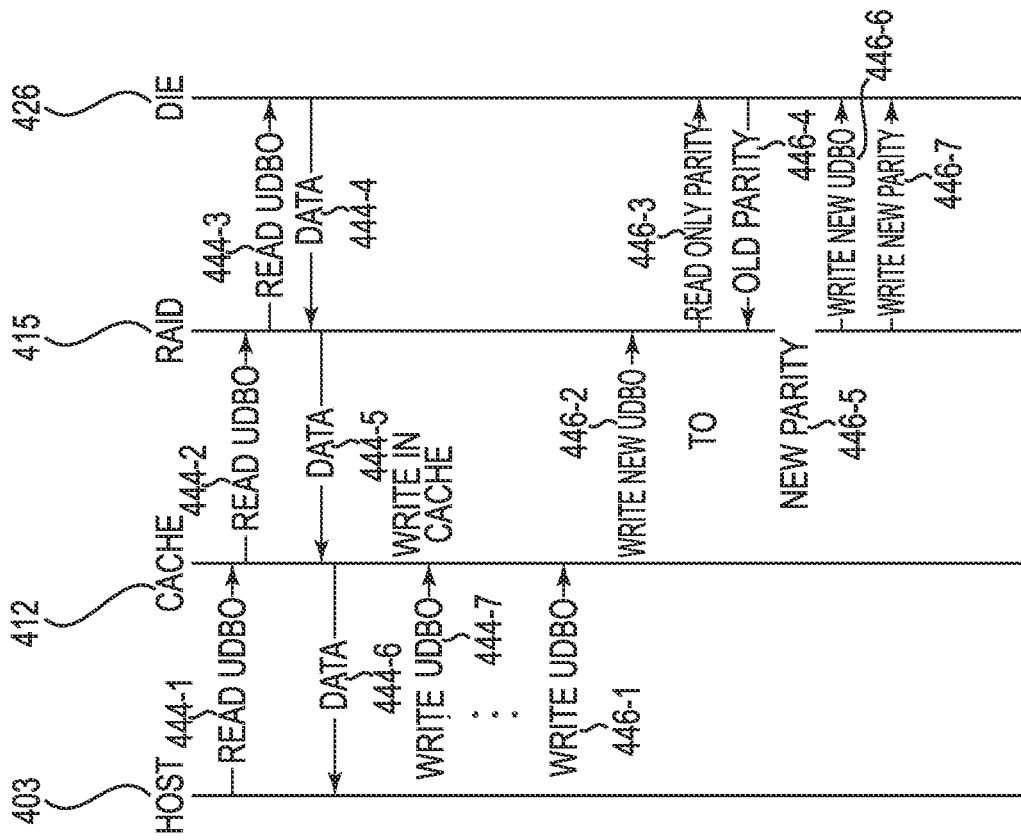 403
412
415
426
HOST
CACHE
RAID
DIE
444-1
READ UDBO
444-2
READ UDBO
444-3
READ UDBO
DATA
444-4
DATA
444-5
DATA
444-6
WRITE IN
CACHE
WRITE UDBO
444-7
WRITE UDBO
446-1
446-2
WRITE NEW UDBO
446-3
READ ONLY PARITY
TO
OLD PARITY
446-4
NEW PARITY
446-5
WRITE NEW UDBO
446-6
WRITE NEW PARITY
446-7